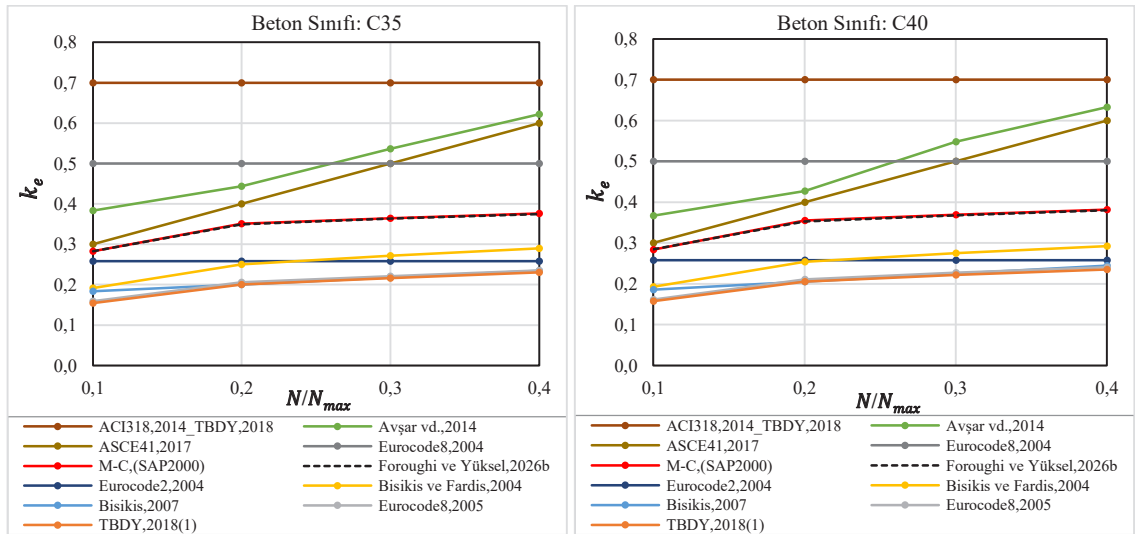 Beton Sınıfı: C35
0,8
0,7
0,6
0,5
0,4
0,3
0,2
0,1
0,0
k_e
0,1 0,2 0,3 0,4
N/N_max
ACI318,2014_TBDY,2018 Avşar vd.,2014
ASCE41,2017 Eurocode8,2004
M-C,(SAP2000) Foroughi ve Yüksel,2026b
Eurocode2,2004 Bisikis ve Fardis,2004
Bisikis,2007 Eurocode8,2005
TBDY,2018(1)
Beton Sınıfı: C40
0,8
0,7
0,6
0,5
0,4
0,3
0,2
0,1
0,0
k_e
0,1 0,2 0,3 0,4
N/N_max
ACI318,2014_TBDY,2018 Avşar vd.,2014
ASCE41,2017 Eurocode8,2004
M-C,(SAP2000) Foroughi ve Yüksel,2026b
Eurocode2,2004 Bisikis ve Fardis,2004
Bisikis,2007 Eurocode8,2005
TBDY,2018(1)